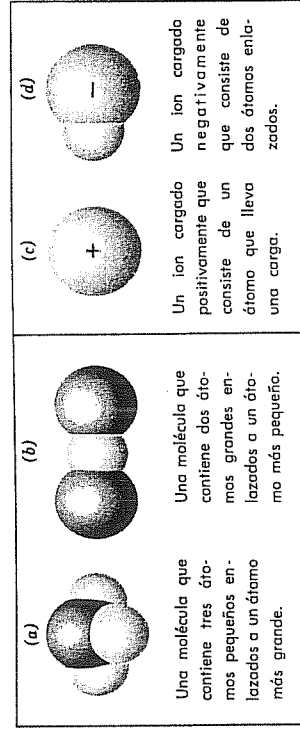 (a)
Una molécula que
contiene tres áto-
mos pequeños en-
lazados a un átomo
más grande.
(b)
Una molécula que
contiene dos áto-
mos grandes en-
lazados a un áto-
mo más pequeño.
(c)
+
Un ion cargado
positivamente que
consiste de un
átomo que lleva
una carga.
(d)
−
Un ion cargado
negativamente
que consiste de
dos átomos enla-
zados.